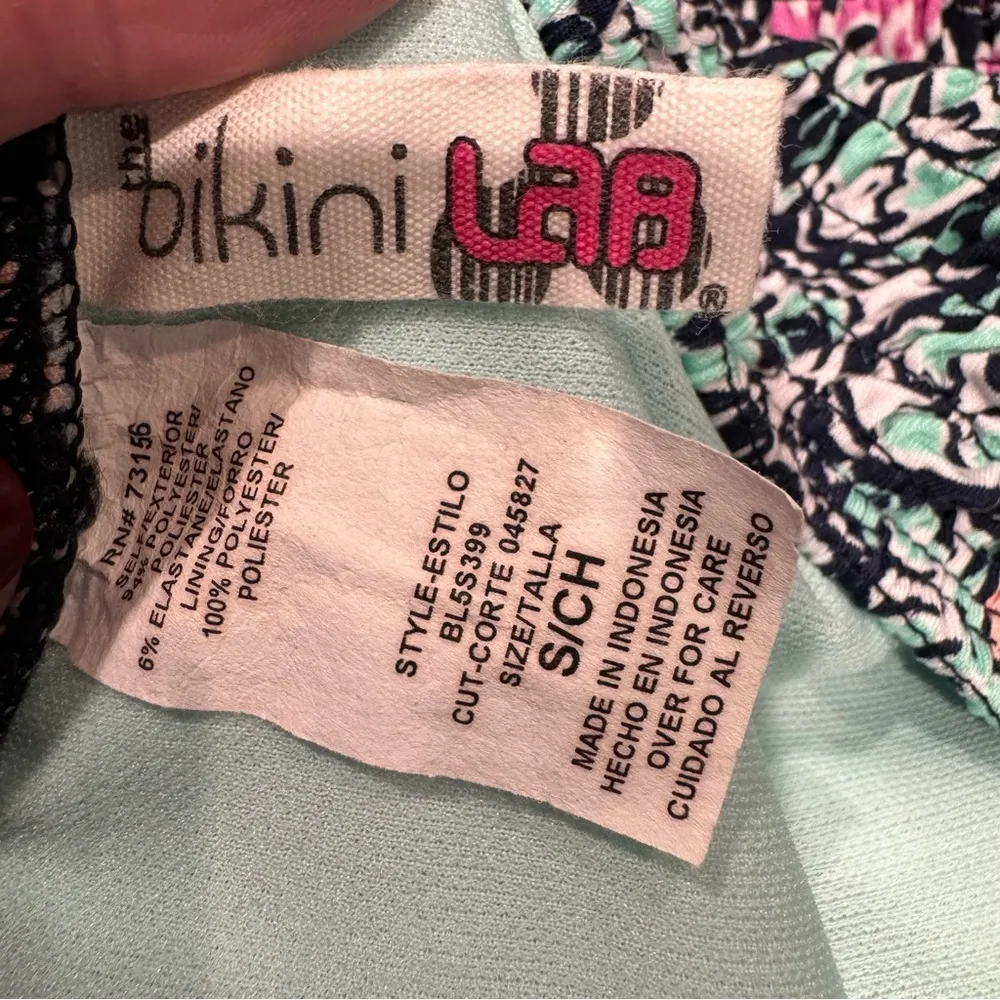 the bikini LAB ®
RN# 73156
SELF/EXTERIOR
94% POLYESTER/
POLIESTER
6% ELASTANE/ELASTANO
LINING/FORRO
100% POLYESTER/
POLIESTER
STYLE-ESTILO
BL5S399
CUT-CORTE 045827
SIZE/TALLA
S/CH
MADE IN INDONESIA
HECHO EN INDONESIA
OVER FOR CARE
CUIDADO AL REVERSO